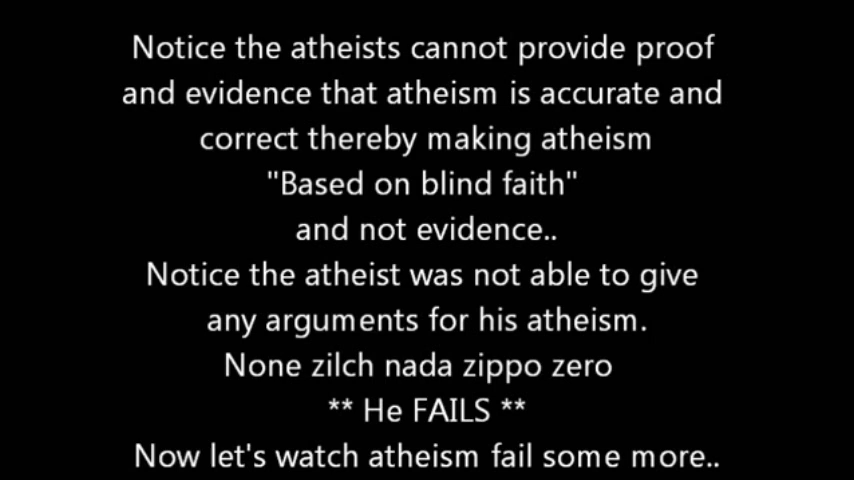 Notice the atheists cannot provide proof
and evidence that atheism is accurate and
correct thereby making atheism
"Based on blind faith"
and not evidence..
Notice the atheist was not able to give
any arguments for his atheism.
None zilch nada zippo zero
** He FAILS **
Now let's watch atheism fail some more..